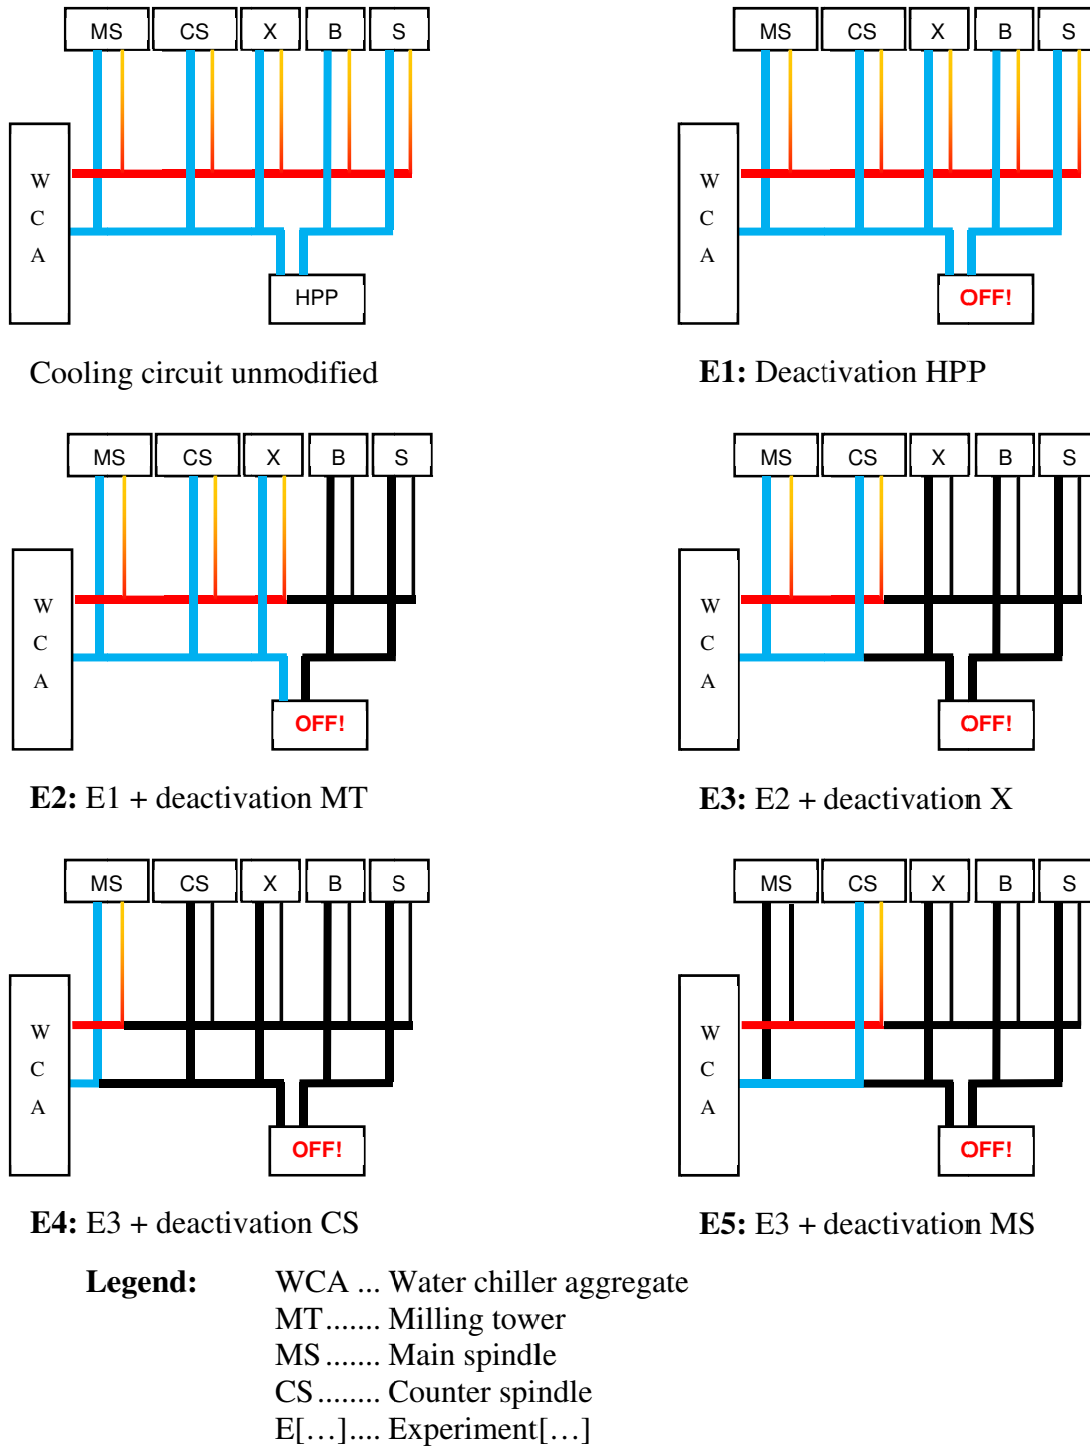 MS CS X B S
W
C
A
HPP
Cooling circuit unmodified
MS CS X B S
W
C
A
OFF!
E1: Deactivation HPP
MS CS X B S
W
C
A
OFF!
E2: E1 + deactivation MT
MS CS X B S
W
C
A
OFF!
E3: E2 + deactivation X
MS CS X B S
W
C
A
OFF!
E4: E3 + deactivation CS
MS CS X B S
W
C
A
OFF!
E5: E3 + deactivation MS
Legend: WCA ... Water chiller aggregate
MT....... Milling tower
MS ....... Main spindle
CS........ Counter spindle
E[…].... Experiment[…]